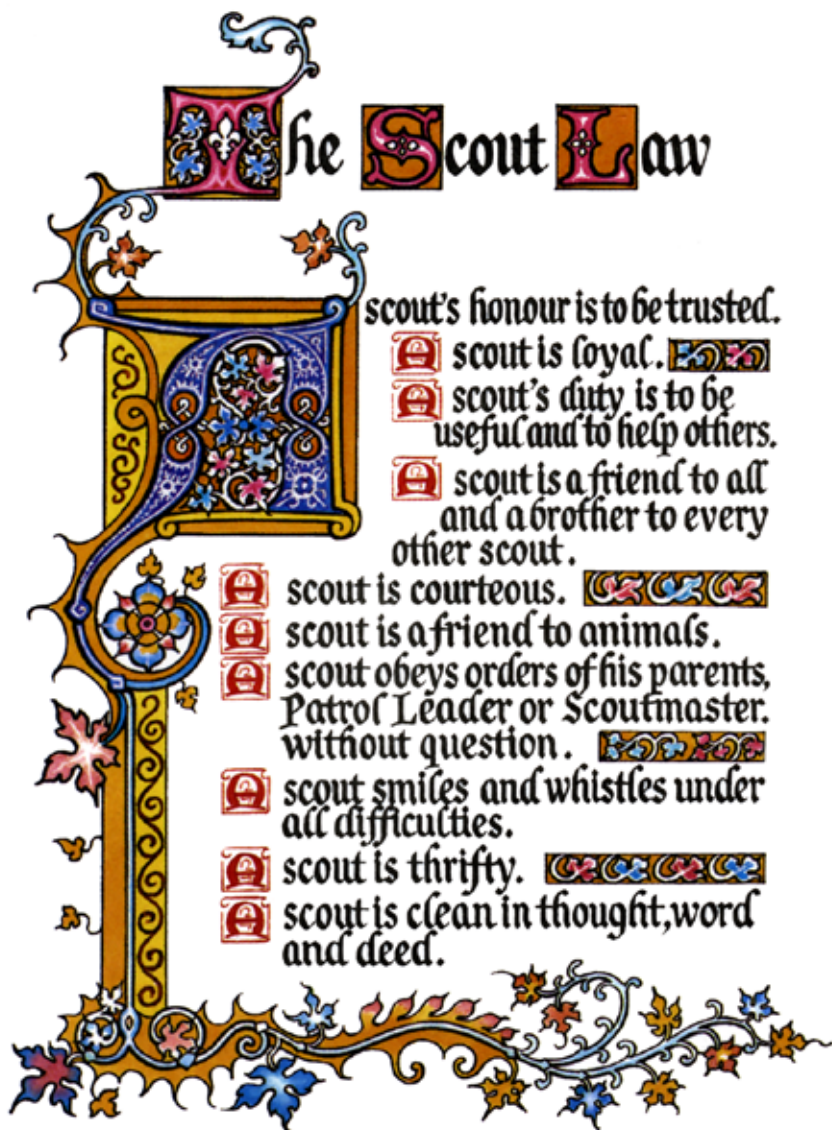 The Scout Law
A scout's honour is to be trusted.
A scout is loyal.
A scout's duty is to be
useful and to help others.
A scout is a friend to all
and a brother to every
other scout.
A scout is courteous.
A scout is a friend to animals.
A scout obeys orders of his parents,
Patrol Leader or Scoutmaster.
without question.
A scout smiles and whistles under
all difficulties.
A scout is thrifty.
A scout is clean in thought, word
and deed.